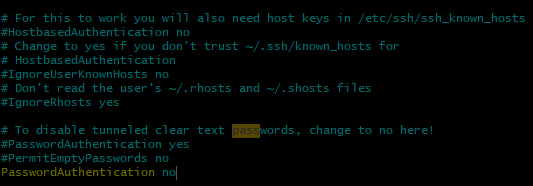 # For this to work you will also need host keys in /etc/ssh/ssh_known_hosts
#HostbasedAuthentication no
# Change to yes if you don't trust ~/.ssh/known_hosts for
# HostbasedAuthentication
#IgnoreUserKnownHosts no
# Don't read the user's ~/.rhosts and ~/.shosts files
#IgnoreRhosts yes
# To disable tunneled clear text passwords, change to no here!
#PasswordAuthentication yes
#PermitEmptyPasswords no
PasswordAuthentication no